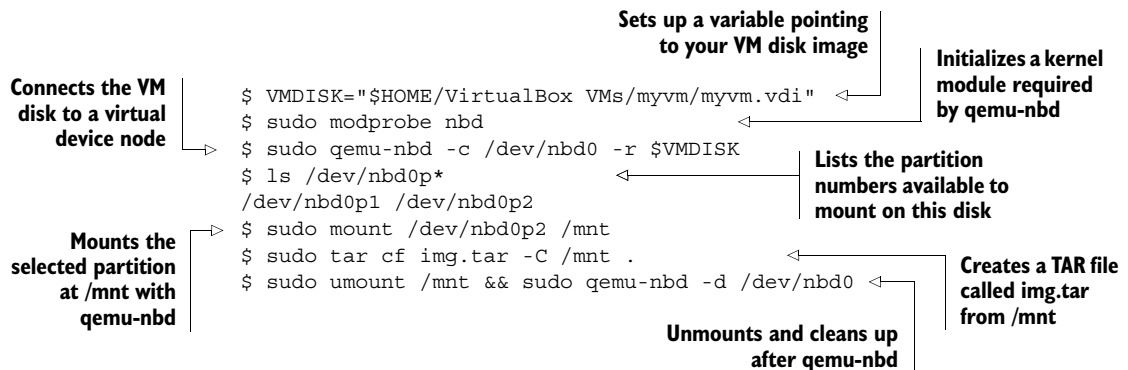 Sets up a variable pointing
to your VM disk image
Initializes a kernel
module required
by qemu-nbd
Connects the VM
disk to a virtual
device node
$ VMDISK="$HOME/VirtualBox VMs/myvm/myvm.vdi"
$ sudo modprobe nbd
$ sudo qemu-nbd -c /dev/nbd0 -r $VMDISK
$ ls /dev/nbd0p*
/dev/nbd0p1 /dev/nbd0p2
$ sudo mount /dev/nbd0p2 /mnt
$ sudo tar cf img.tar -C /mnt .
$ sudo umount /mnt && sudo qemu-nbd -d /dev/nbd0
Lists the partition
numbers available to
mount on this disk
Mounts the
selected partition
at /mnt with
qemu-nbd
Creates a TAR file
called img.tar
from /mnt
Unmounts and cleans up
after qemu-nbd